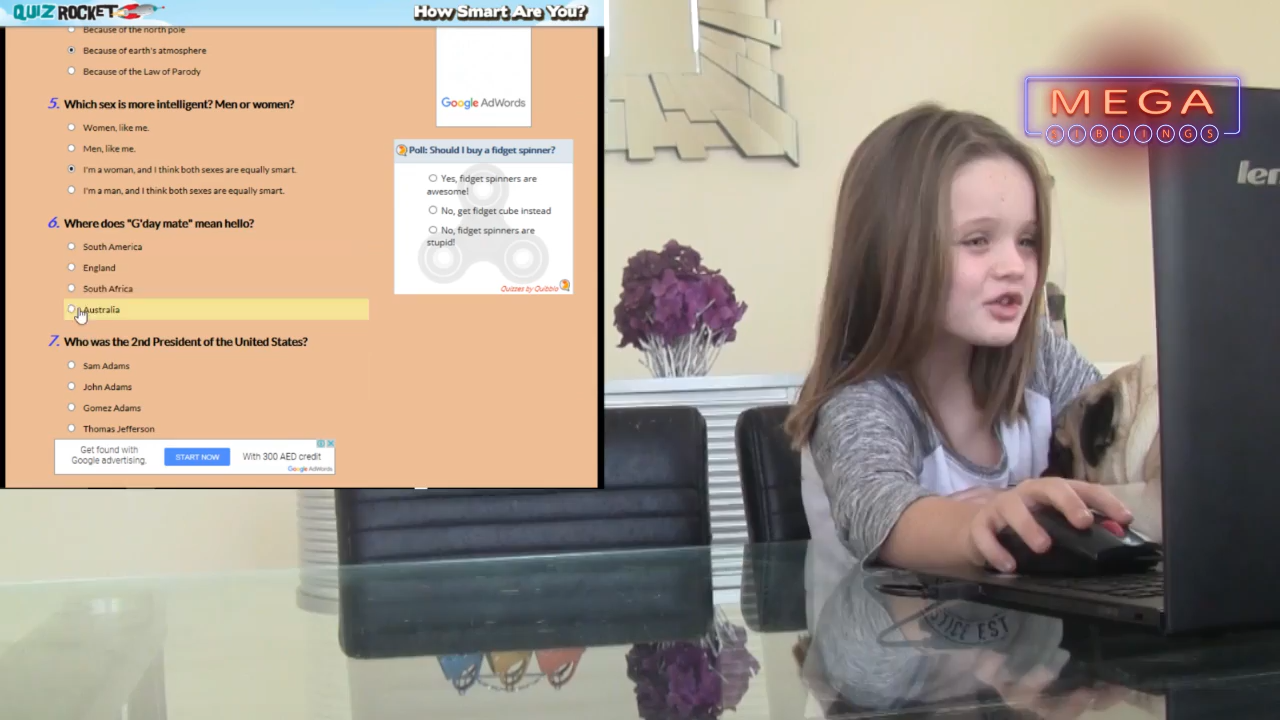 QUIZ ROCKET
How Smart Are You?
Because of the north pole
Because of earth's atmosphere
Because of the Law of Parody
5. Which sex is more intelligent? Men or women?
Women, like me.
Men, like me.
I'm a woman, and I think both sexes are equally smart.
I'm a man, and I think both sexes are equally smart.
6. Where does "G'day mate" mean hello?
South America
England
South Africa
Australia
7. Who was the 2nd President of the United States?
Sam Adams
John Adams
Gomez Adams
Thomas Jefferson
Get found with
Google advertising.
START NOW
With 300 AED credit
Google AdWords
Google AdWords
Poll: Should I buy a fidget spinner?
Yes, fidget spinners are
awesome!
No, get fidget cube instead
No, fidget spinners are
stupid!
Quizzes by Quibblo
MEGA
SIBLINGS
len